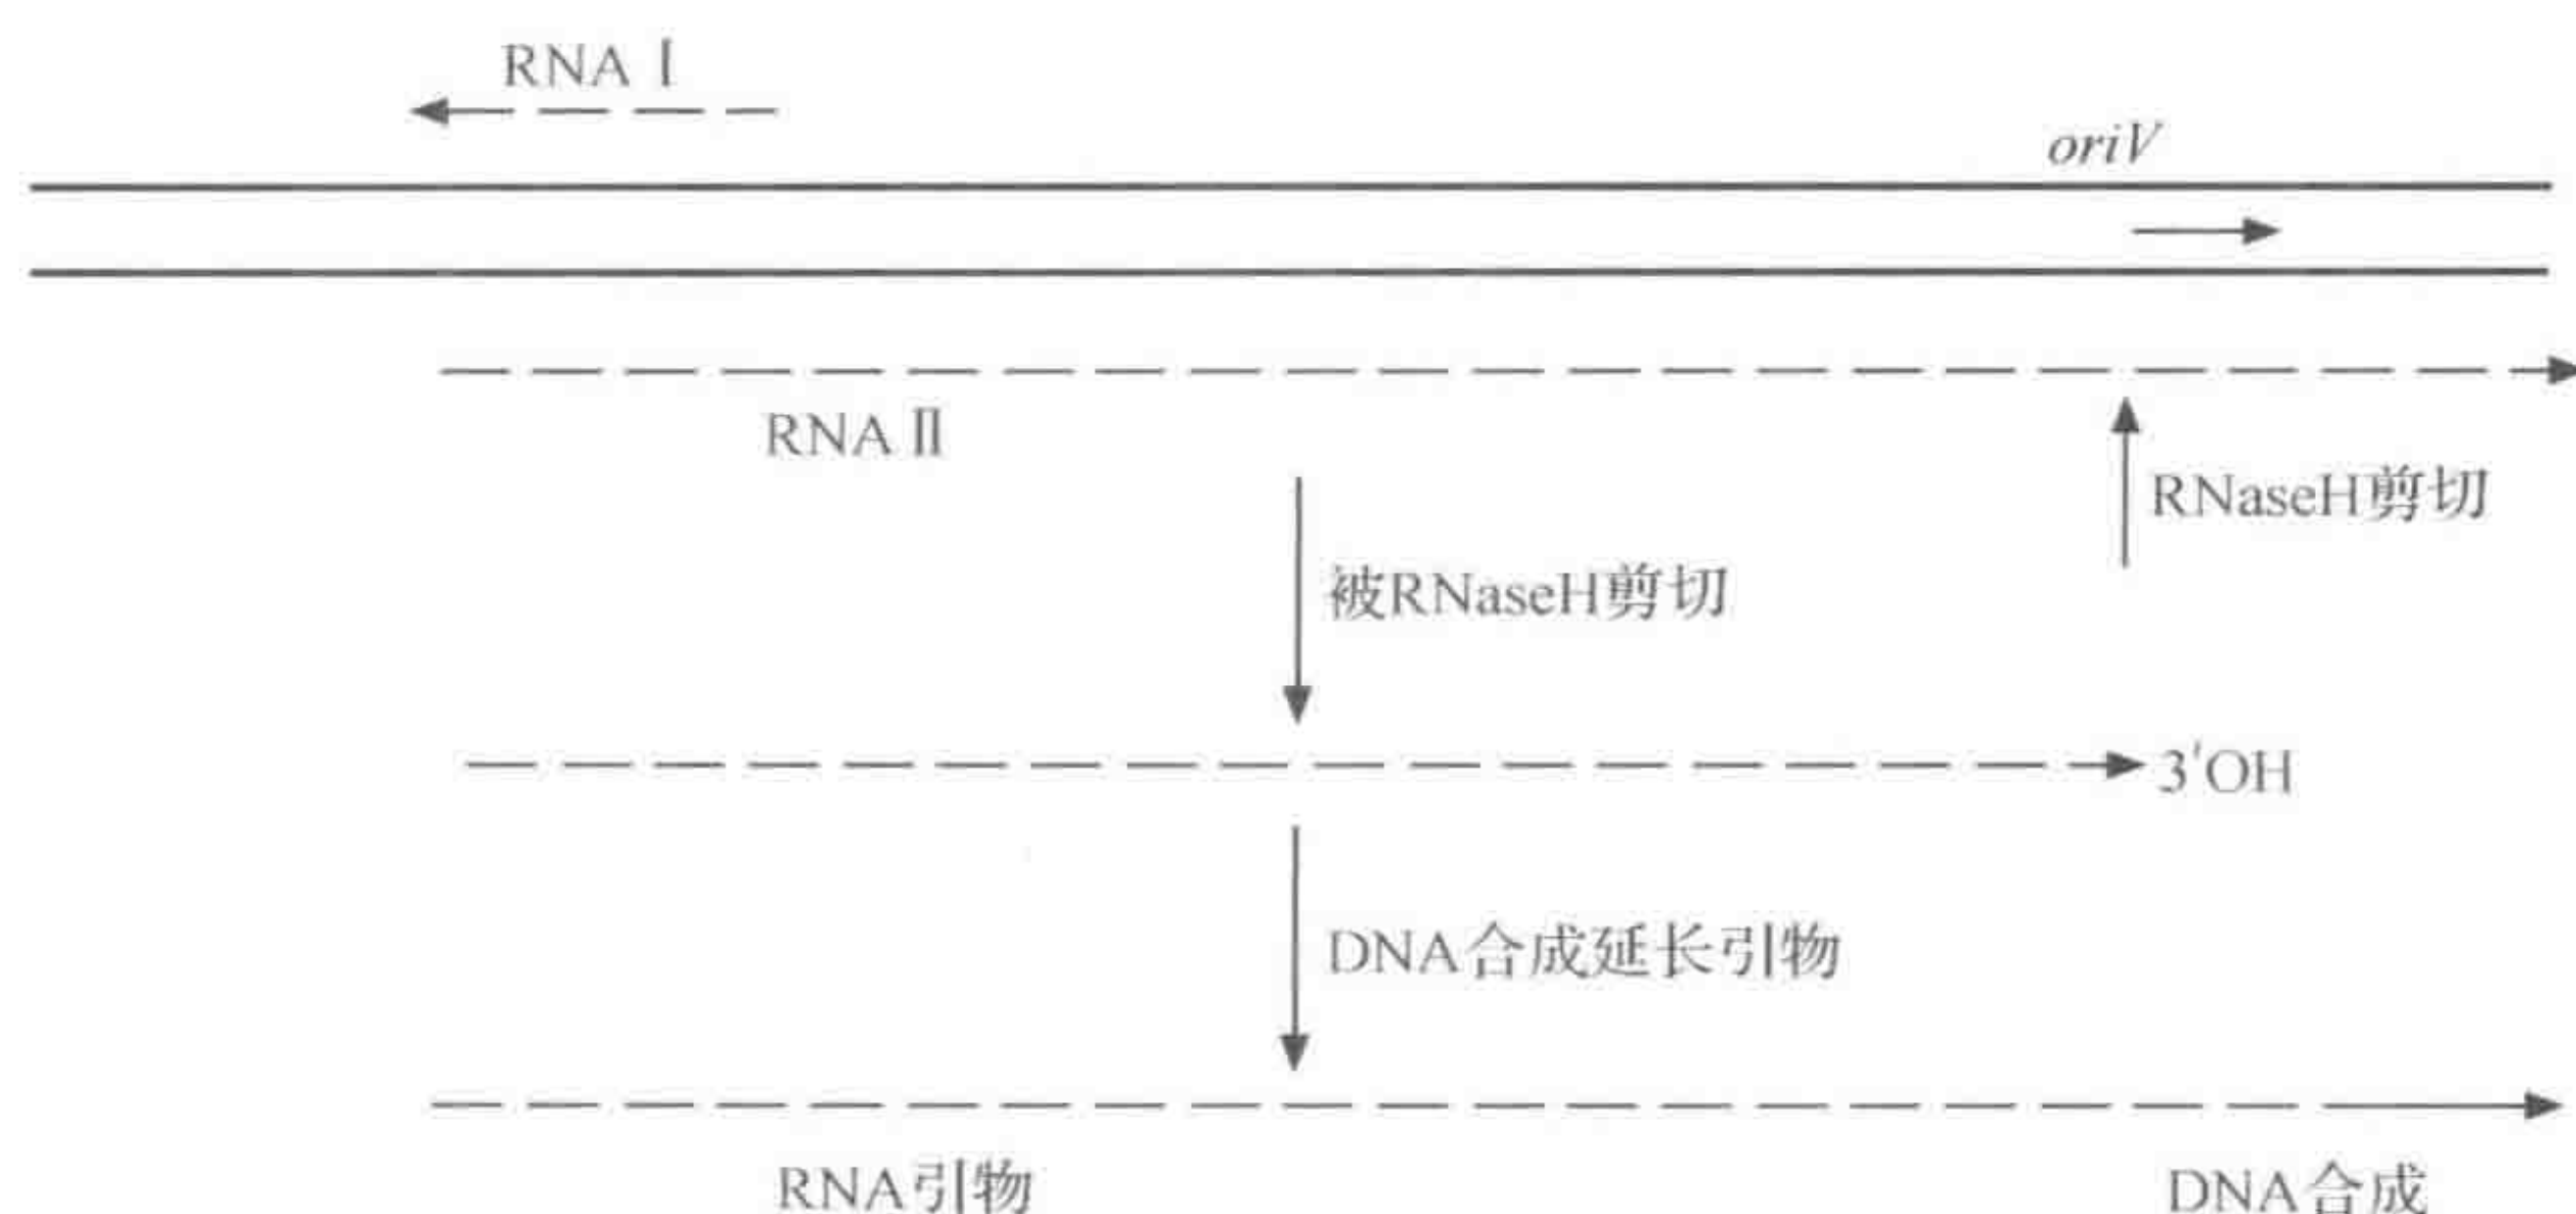 RNA Ⅰ
oriV
RNA Ⅱ
RNaseH剪切
被RNaseH剪切
3'OH
DNA合成延长引物
RNA引物
DNA合成